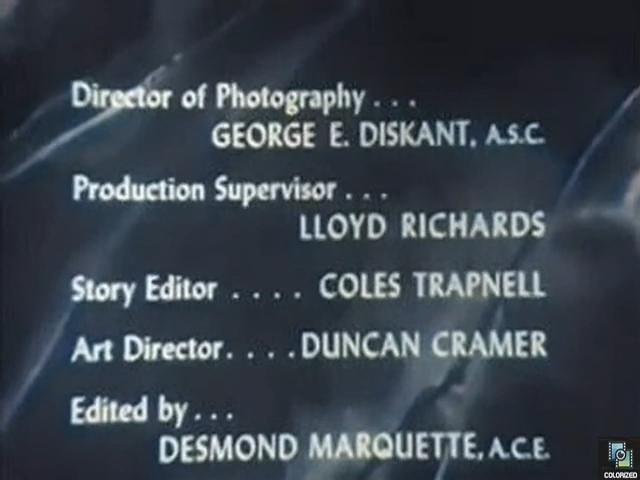 Director of Photography . . .
GEORGE E. DISKANT, A.S.C.
Production Supervisor . . .
LLOYD RICHARDS
Story Editor . . . . COLES TRAPNELL
Art Director. . . . DUNCAN CRAMER
Edited by . . .
DESMOND MARQUETTE, A.C.E.
COLORIZED